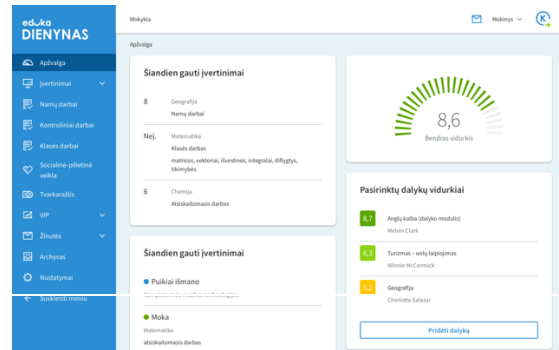 eduka
DIENYNAS
Apžvalga
Įvertinimai
Namų darbai
Kontroliniai darbai
Klasės darbai
Socialinė-pilietinė
veikla
Tvarkaraštis
VIP
Žinutės
Archyvas
Nustatymai
Suskleisti meniu
Mokykla
Mokinys
K
Apžvalga
Šiandien gauti įvertinimai
8
Geografija
Namų darbai
Nej.
Matematika
Klasės darbas
matricos, vektoriai, išvestinės, integralai, diflygtys,
tikimybės.
6
Chemija
Atsiskaitomasis darbas
Šiandien gauti įvertinimai
Puikiai išmano
Moka
Matematika
atsiskaitomasis darbas
8,6
Bendras vidurkis
Pasirinktų dalykų vidurkiai
8,7
Anglų kalba (dalyko modulis)
Melvin Clark
6,3
Turizmas – uolų laipiojimas
Winnie McCormick
5,2
Geografija
Charlotte Salazar
Pridėti dalyką